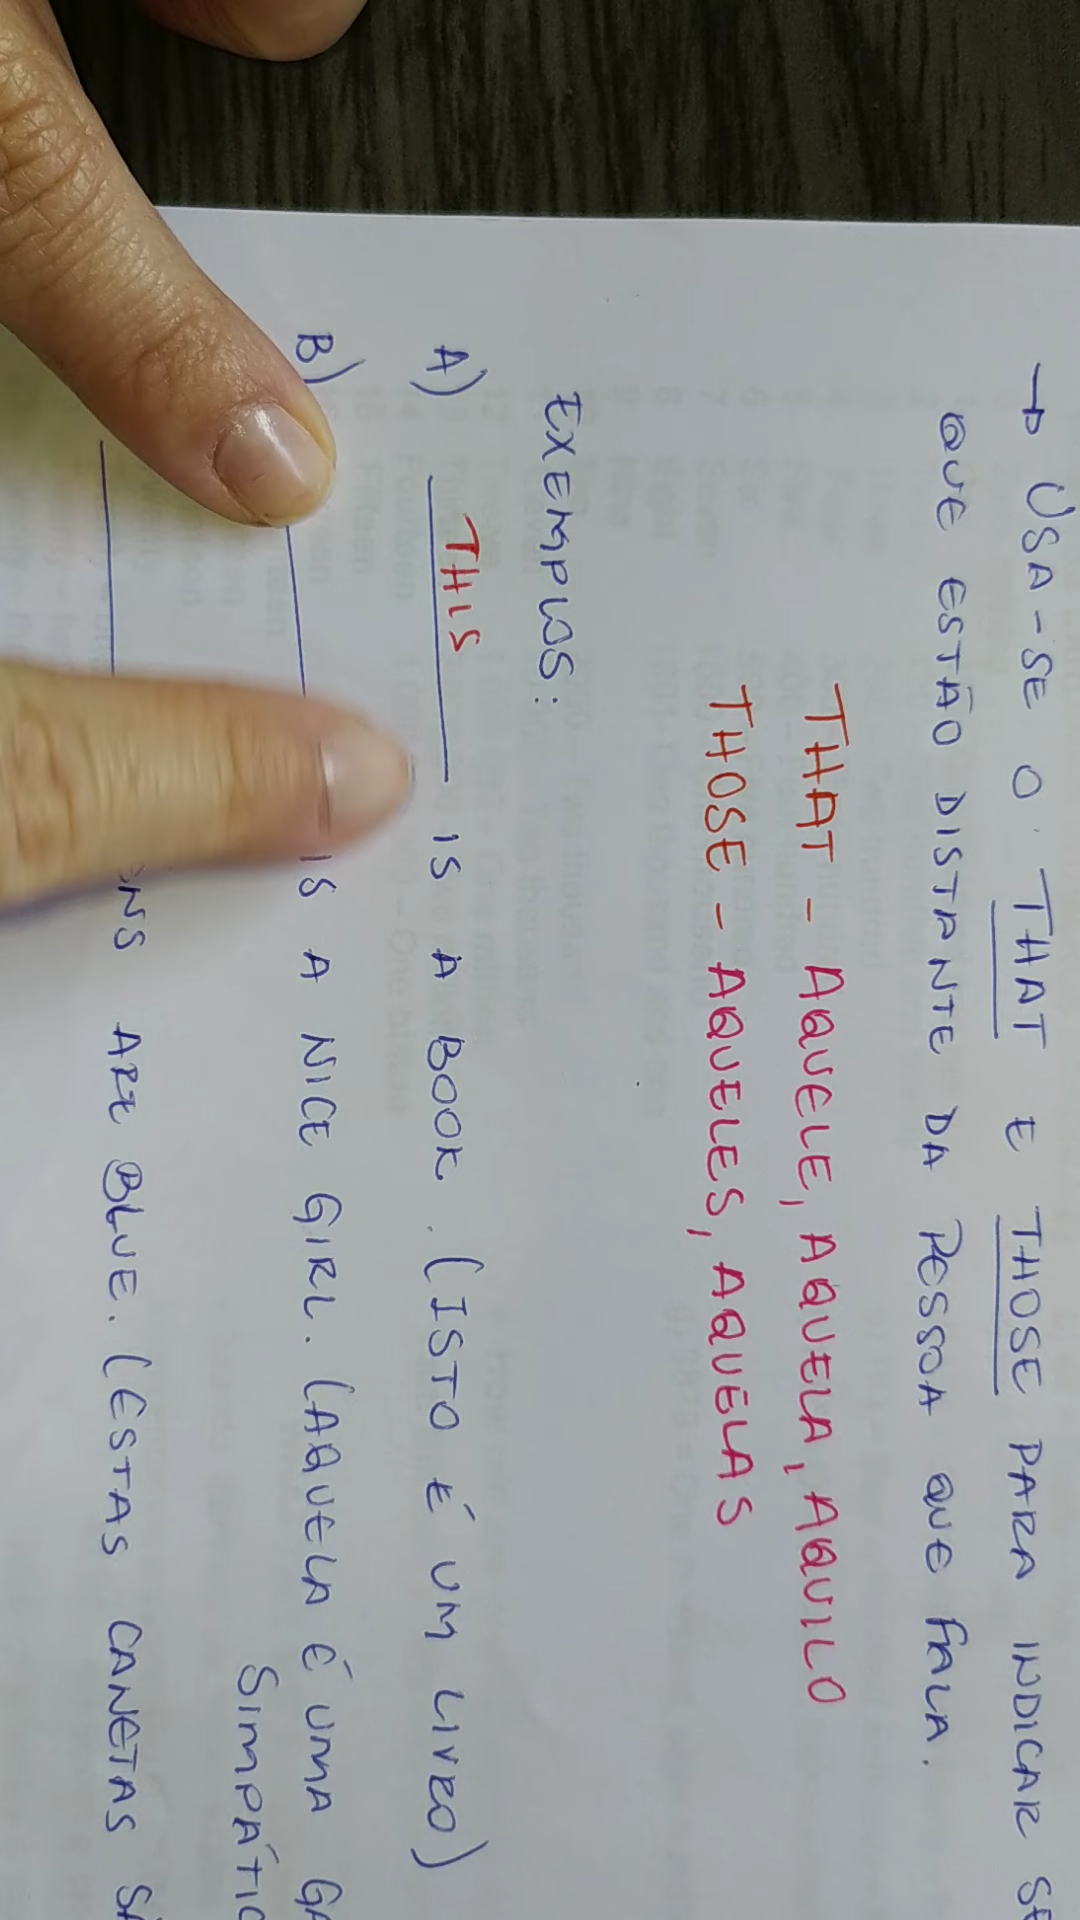 → USA-SE O THAT E THOSE PARA INDICAR
QUE ESTÃO DISTANTE DA PESSOA QUE FALA.
THAT - AQUELE, AQUELA, AQUILO
THOSE - AQUELES, AQUELAS
EXEMPLOS:
A) THIS IS A BOOK. (ISTO É UM LIVRO)
B) IS A NICE GIRL. (AQUELA É UMA
ARE BLUE. (ESTAS CANETAS